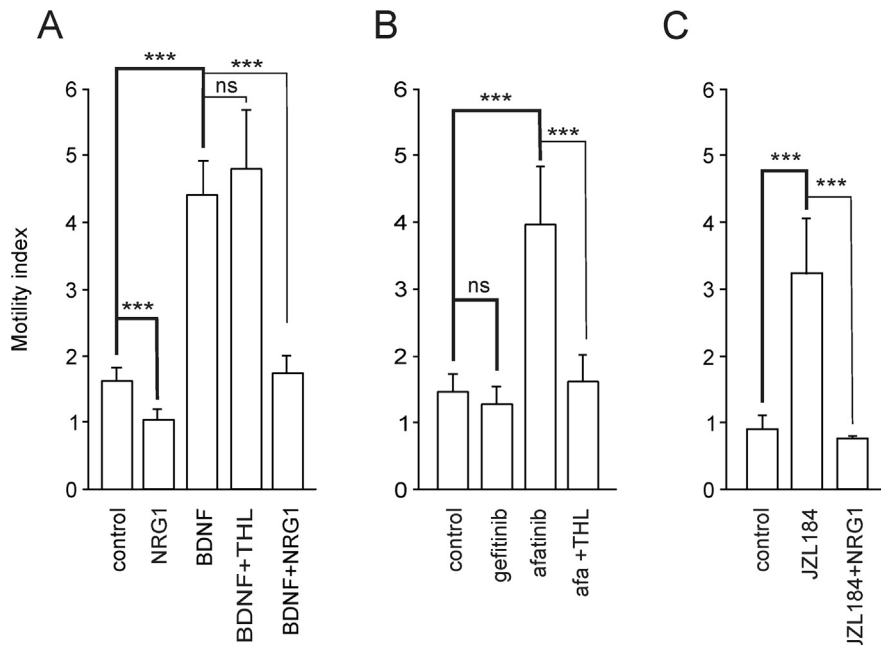 A
B
C
Motility index
***
***
ns
***
6
5
4
3
2
1
0
control
NRG1
BDNF
BDNF+THL
BDNF+NRG1
***
***
ns
6
5
4
3
2
1
0
control
gefitinib
afatinib
afa +THL
***
***
6
5
4
3
2
1
0
control
JZL184
JZL184+NRG1